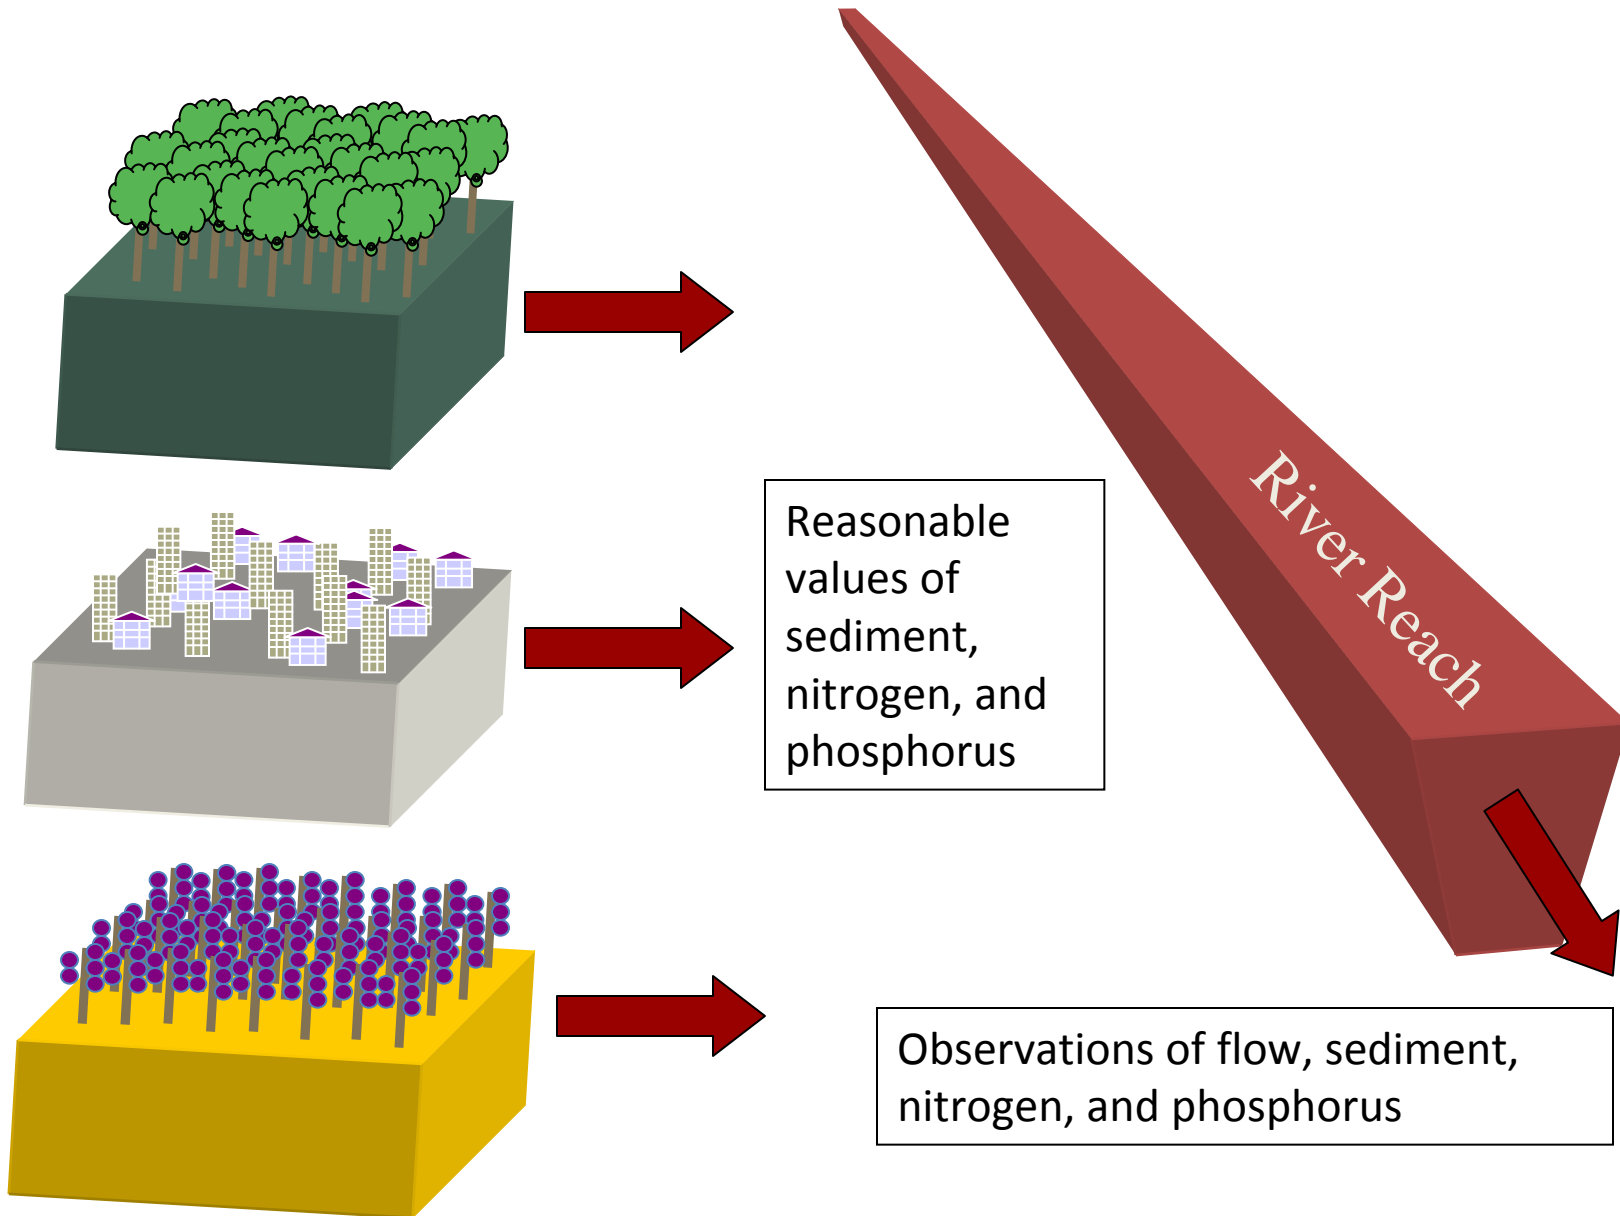 River Reach
Reasonable
values of
sediment,
nitrogen, and
phosphorus
Observations of flow, sediment,
nitrogen, and phosphorus